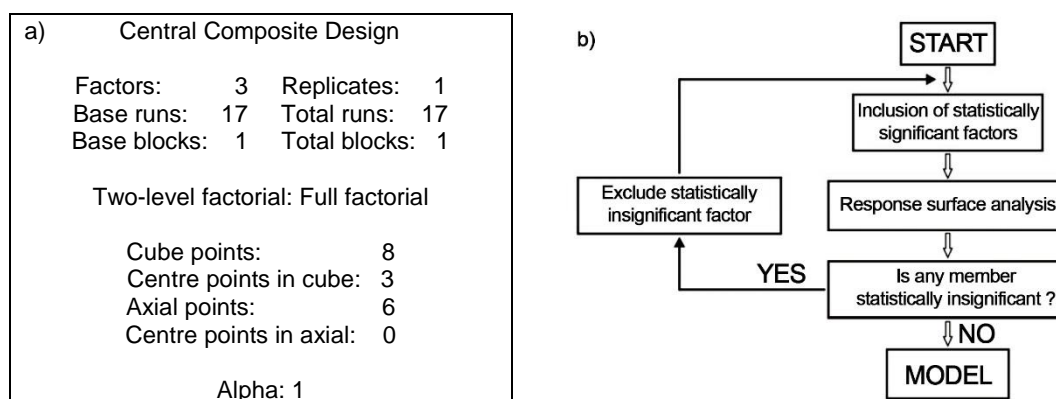 a) Central Composite Design
Factors: 3 Replicates: 1
Base runs: 17 Total runs: 17
Base blocks: 1 Total blocks: 1
Two-level factorial: Full factorial
Cube points: 8
Centre points in cube: 3
Axial points: 6
Centre points in axial: 0
Alpha: 1
b)
START
Inclusion of statistically
significant factors
Response surface analysis
Is any member
statistically insignificant ?
YES
Exclude statistically
insignificant factor
NO
MODEL